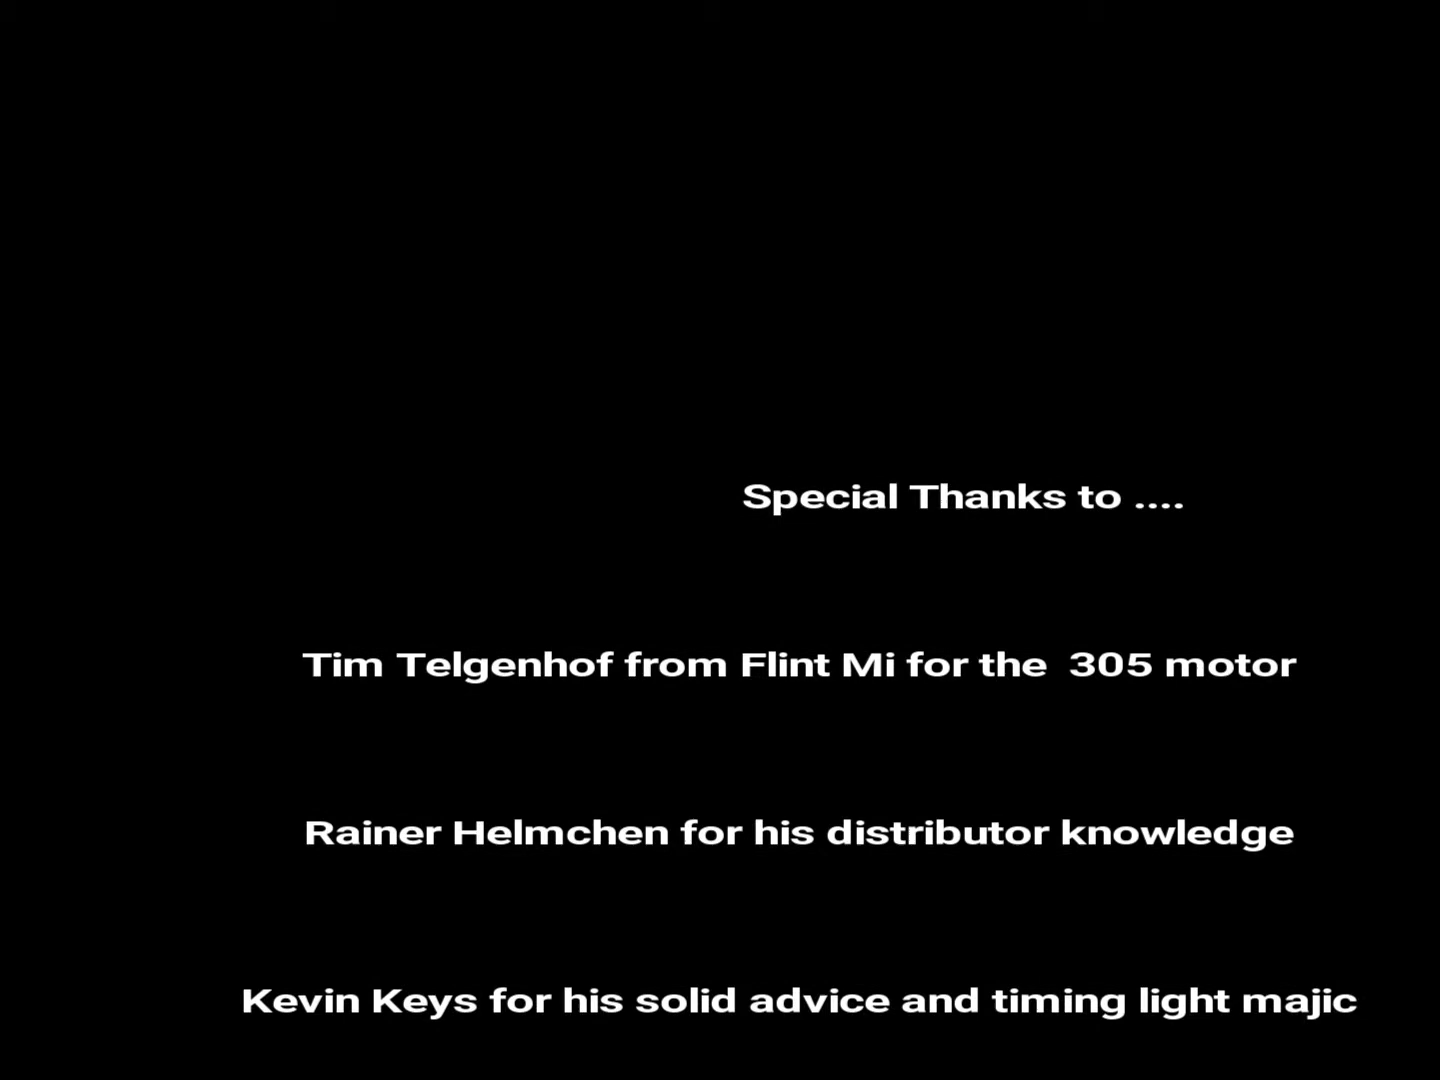 Special Thanks to ....
Tim Telgenhof from Flint Mi for the  305 motor
Rainer Helmchen for his distributor knowledge
Kevin Keys for his solid advice and timing light majic